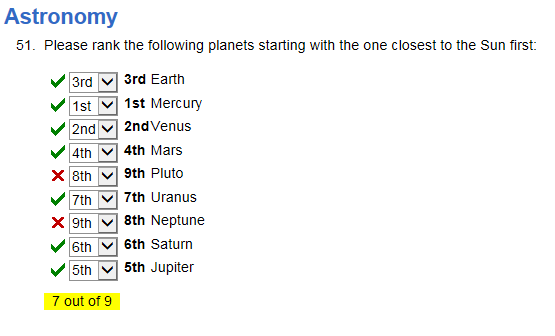 Astronomy
51. Please rank the following planets starting with the one closest to the Sun first:
3rd 3rd Earth
1st 1st Mercury
2nd 2nd Venus
4th 4th Mars
8th 9th Pluto
7th 7th Uranus
9th 8th Neptune
6th 6th Saturn
5th 5th Jupiter
7 out of 9